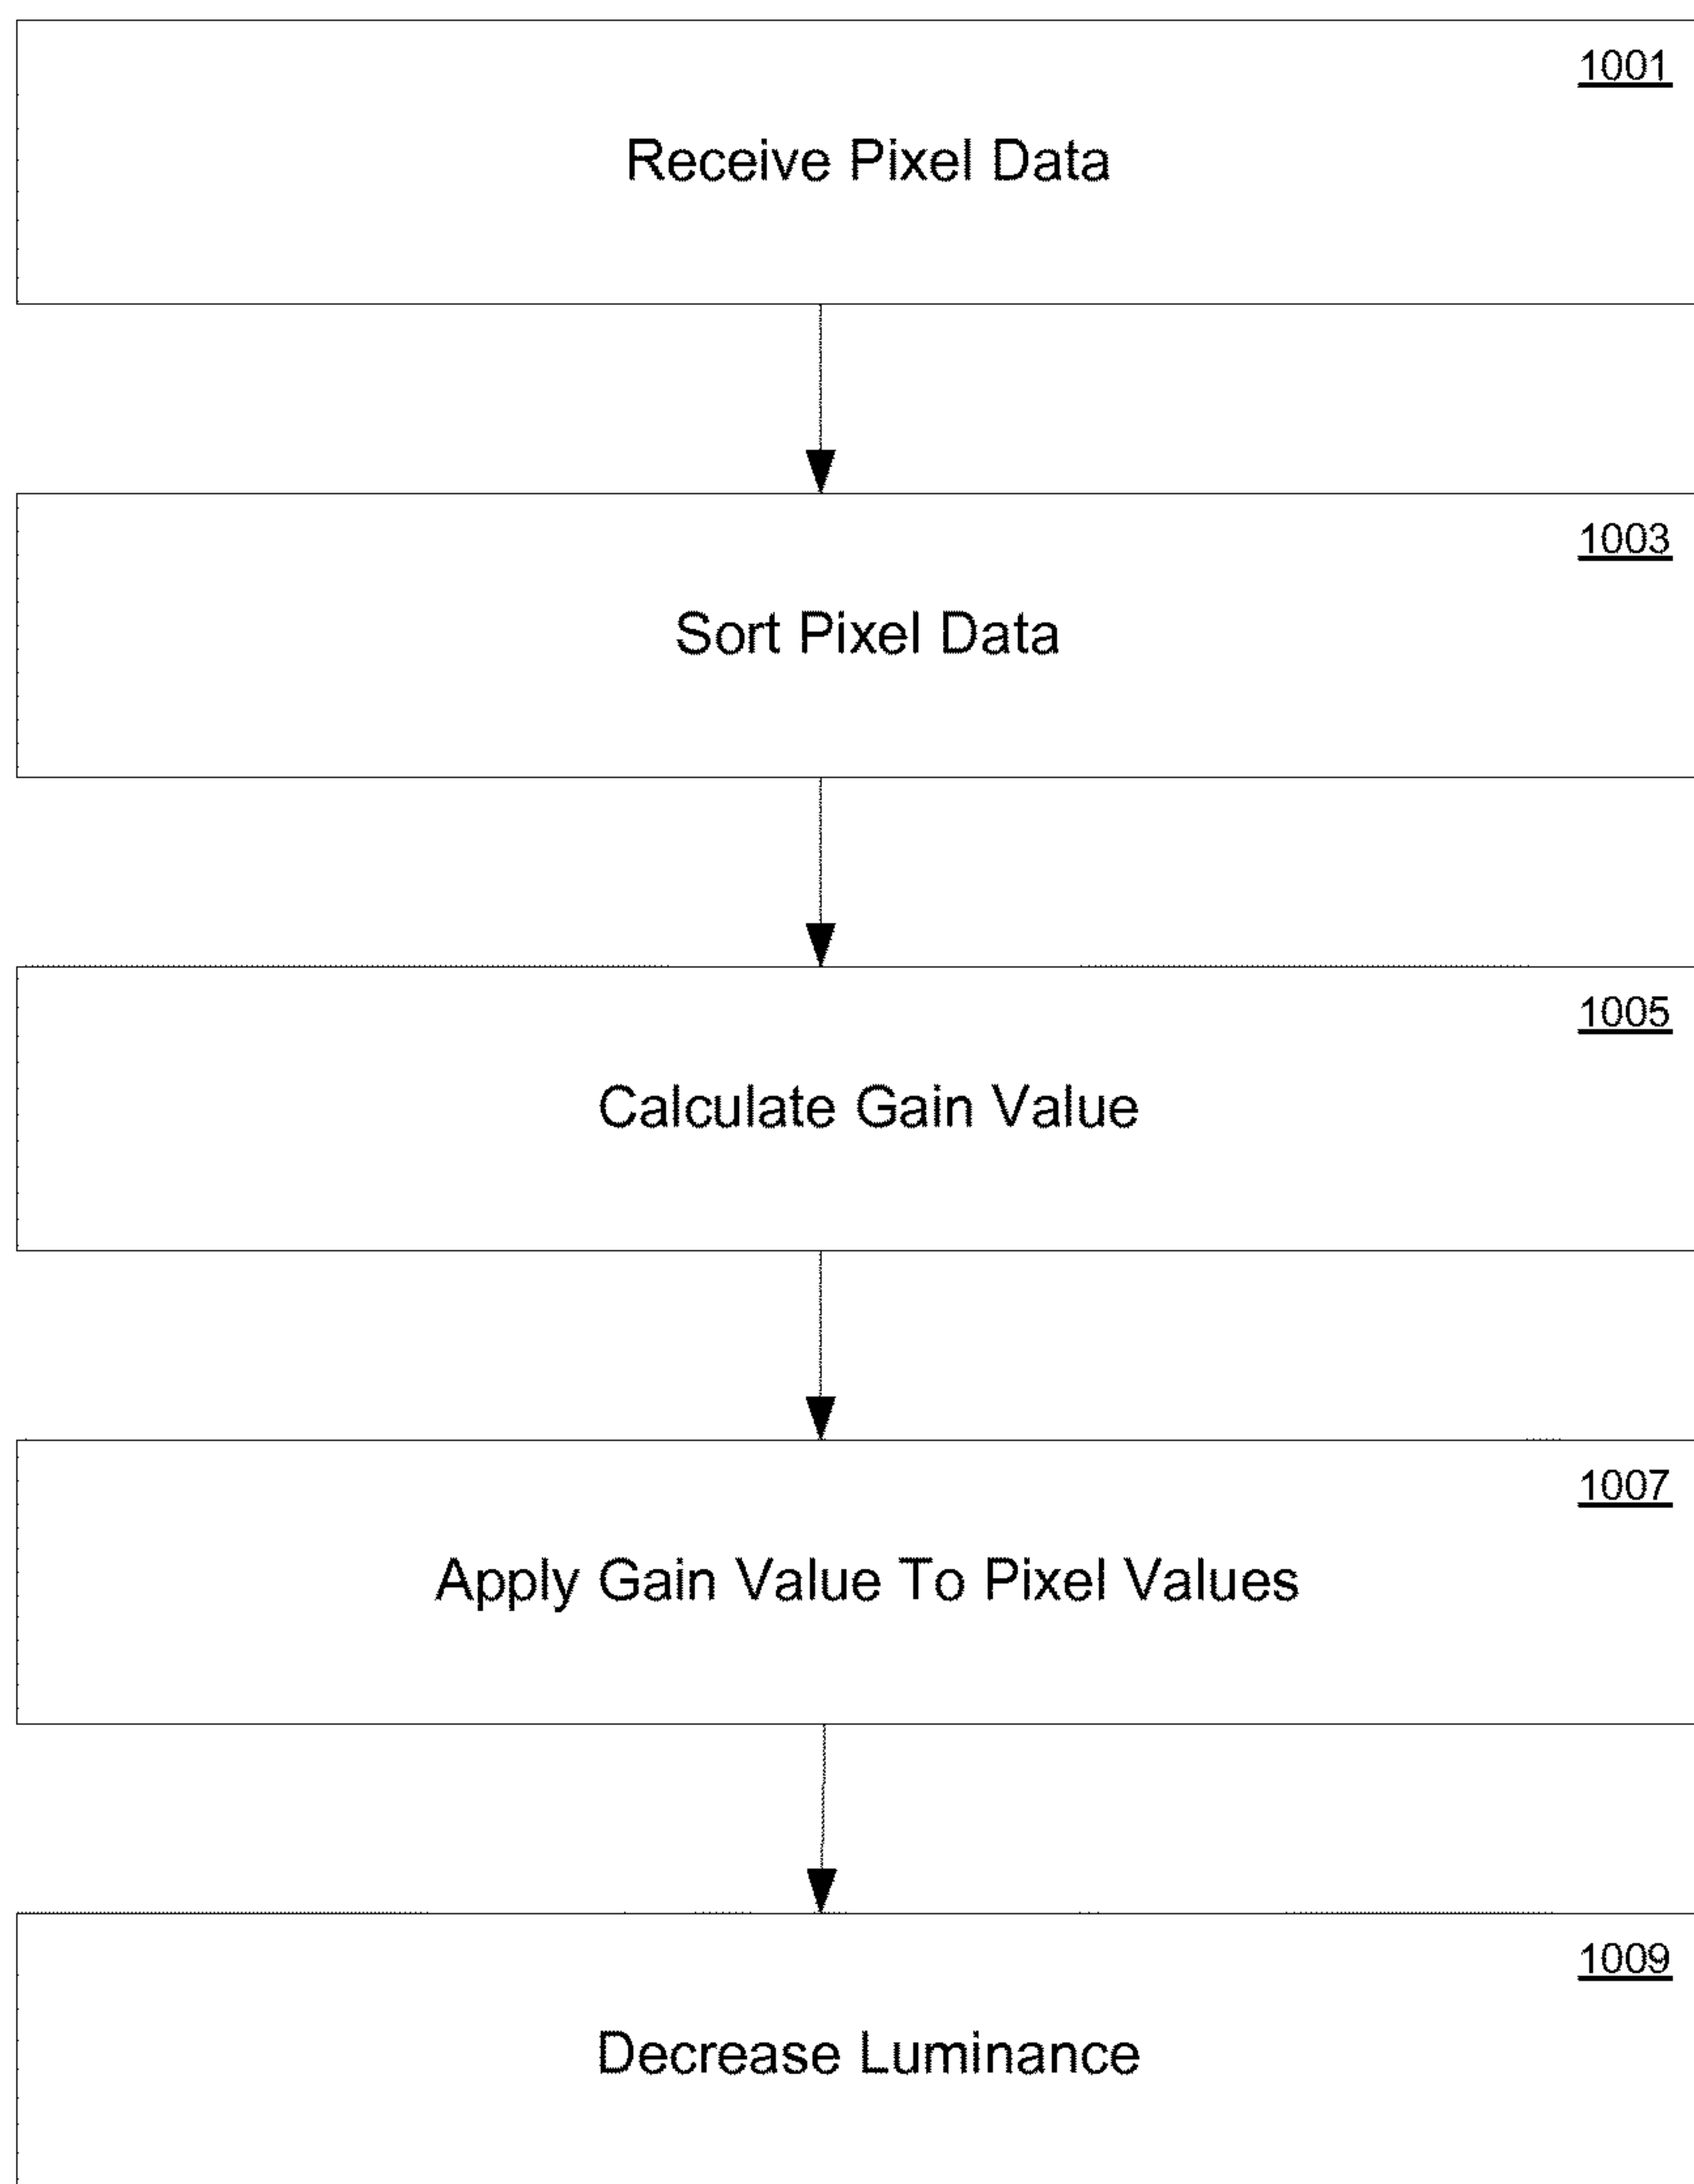 1001
Receive Pixel Data
1003
Sort Pixel Data
1005
Calculate Gain Value
1007
Apply Gain Value To Pixel Values
1009
Decrease Luminance